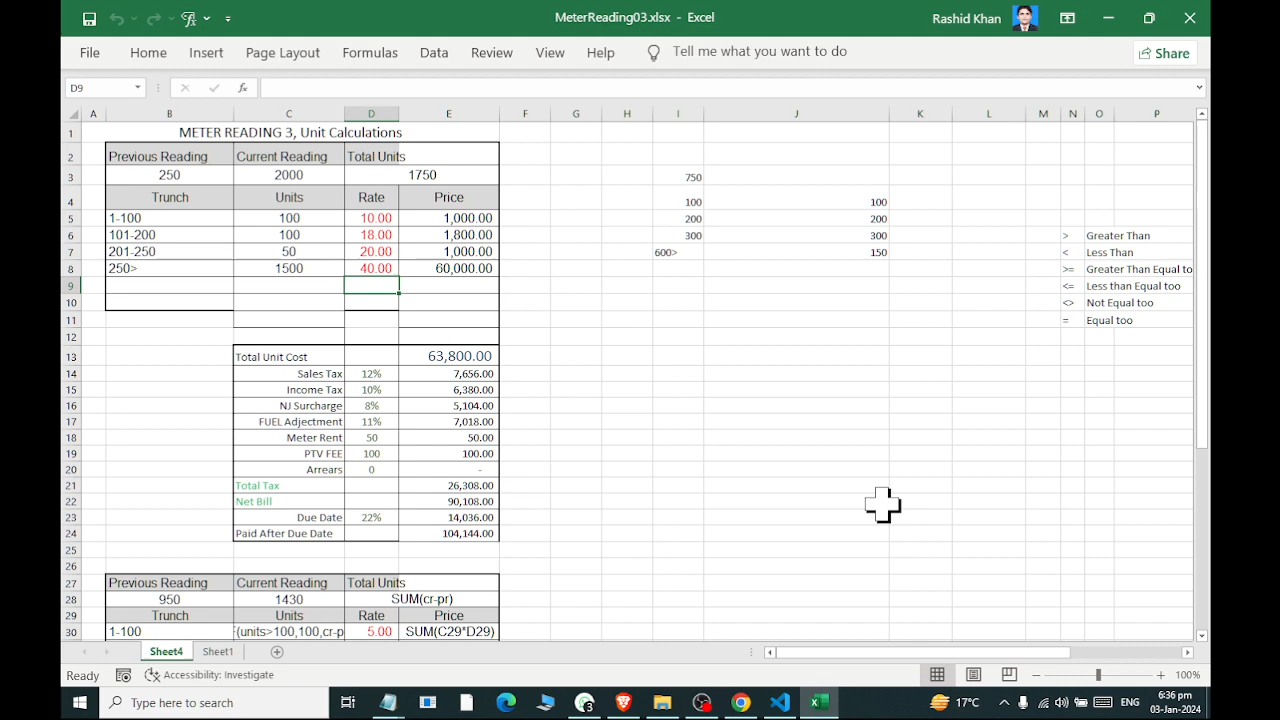 MeterReading03.xlsx - Excel
Rashid Khan
File Home Insert Page Layout Formulas Data Review View Help Tell me what you want to do Share
D9 fx
A B C D E F G H I J K L M N O P
1 METER READING 3, Unit Calculations
2 Previous Reading Current Reading Total Units
3 250 2000 1750 750
4 Trunch Units Rate Price 100 100
5 1-100 100 10.00 1,000.00 200 200
6 101-200 100 18.00 1,800.00 300 300 > Greater Than
7 201-250 50 20.00 1,000.00 600> 150 < Less Than
8 250> 1500 40.00 60,000.00 >= Greater Than Equal to
9 <= Less than Equal too
10 <> Not Equal too
11 = Equal too
12
13 Total Unit Cost 63,800.00
14 Sales Tax 12% 7,656.00
15 Income Tax 10% 6,380.00
16 NJ Surcharge 8% 5,104.00
17 FUEL Adjectment 11% 7,018.00
18 Meter Rent 50 50.00
19 PTV FEE 100 100.00
20 Arrears 0 -
21 Total Tax 26,308.00
22 Net Bill 90,108.00
23 Due Date 22% 14,036.00
24 Paid After Due Date 104,144.00
25
26
27 Previous Reading Current Reading Total Units
28 950 1430 SUM(cr-pr)
29 Trunch Units Rate Price
30 1-100 (units>100,100,cr-p 5.00 SUM(C29*D29)
Sheet4 Sheet1
Ready Accessibility: Investigate 100%
Type here to search 17°C ENG 6:36 pm
03-Jan-2024